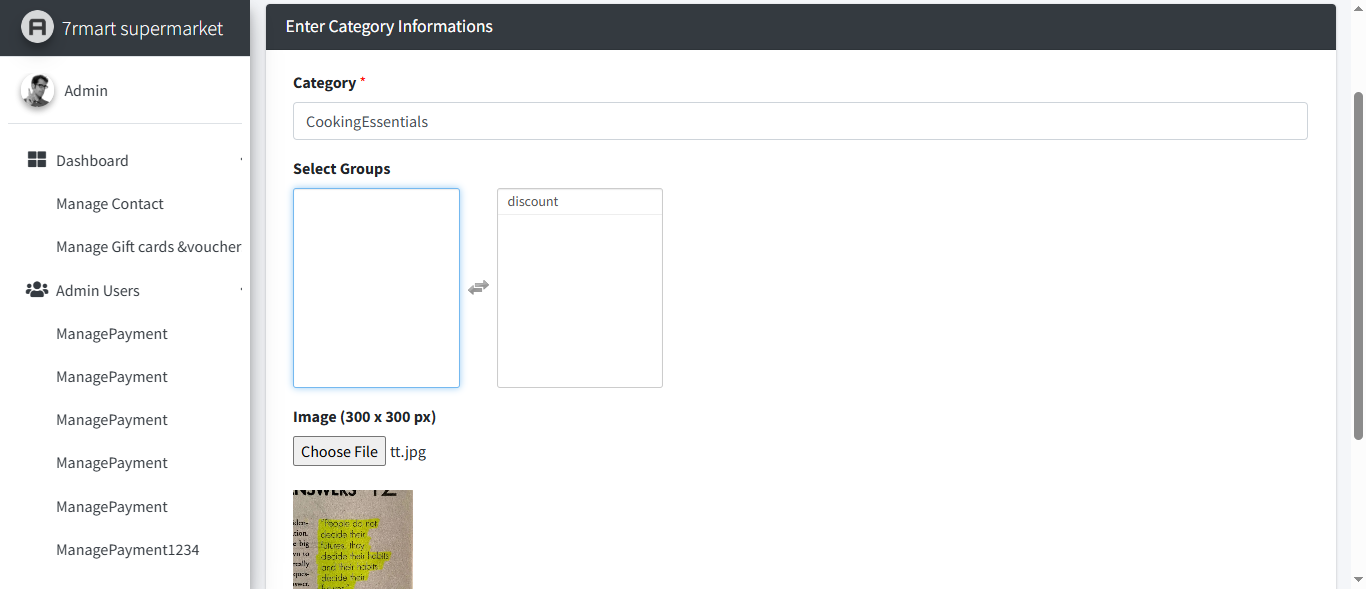 7rmart supermarket
Admin
Dashboard
Manage Contact
Manage Gift cards &voucher
Admin Users
ManagePayment
ManagePayment
ManagePayment
ManagePayment
ManagePayment
ManagePayment1234
Enter Category Informations
Category *
CookingEssentials
Select Groups
discount
Image (300 x 300 px)
Choose File tt.jpg
ANSWERS 12
"People do not
decide their
futures, they
decide their habits
and their habits
decide their